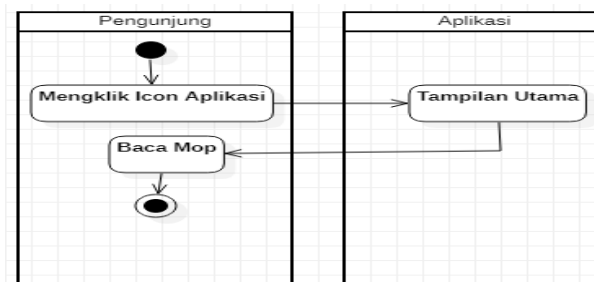 Pengunjung
Aplikasi
Mengklik Icon Aplikasi
Tampilan Utama
Baca Mop